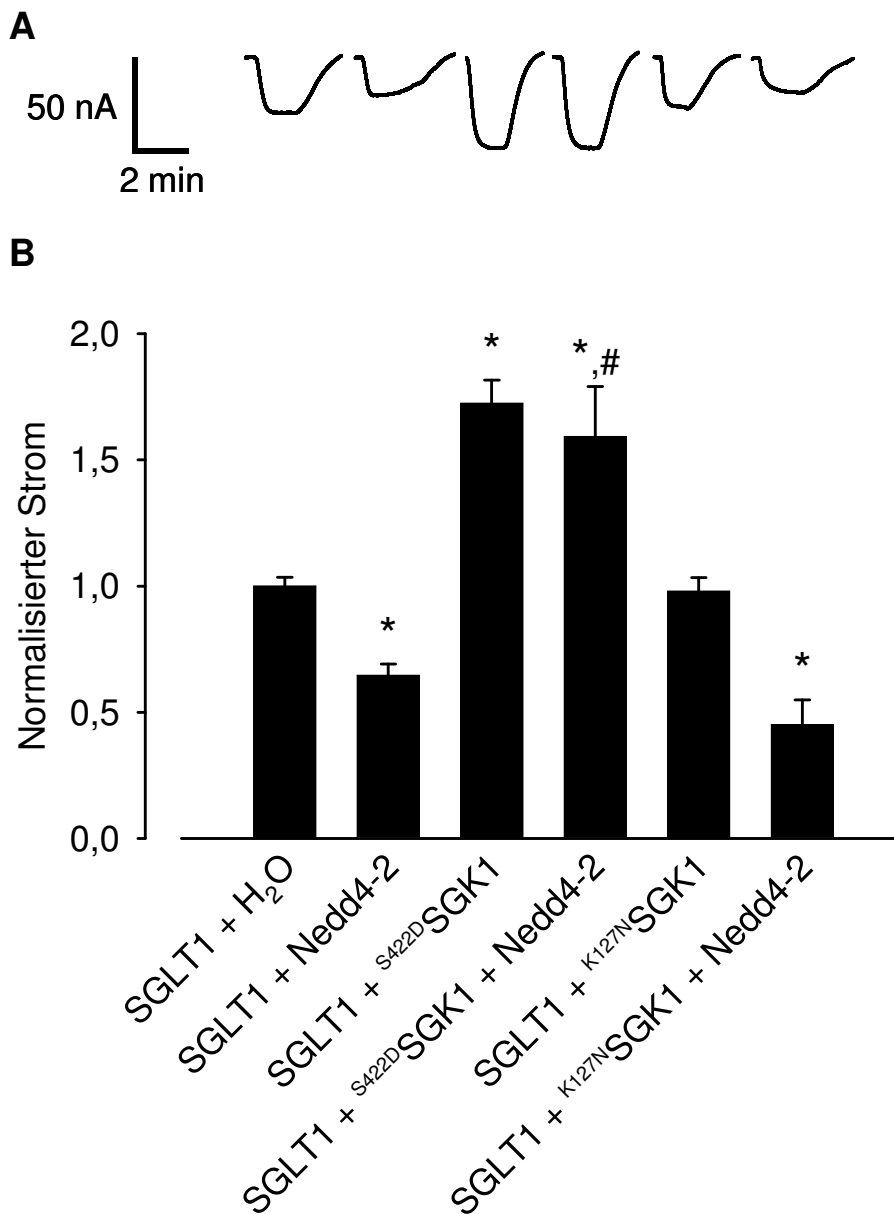 A
50 nA
2 min
B
Normalisierter Strom
2,0
1,5
1,0
0,5
0,0
*
*
*,#
*
SGLT1 + H₂O
SGLT1 + Nedd4-2
SGLT1 + S422DSGK1
SGLT1 + S422DSGK1 + Nedd4-2
SGLT1 + K127NSGK1
SGLT1 + K127NSGK1 + Nedd4-2